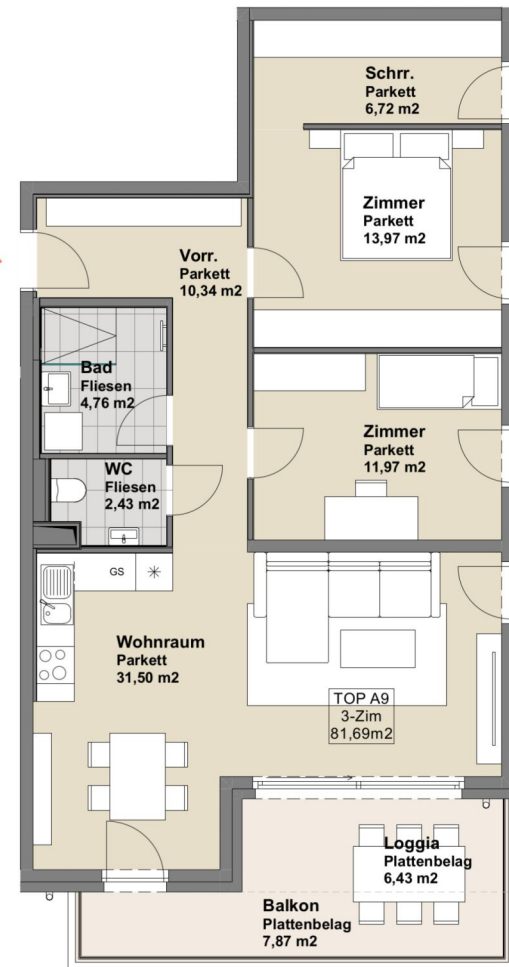 Schrr.
Parkett
6,72 m2
Zimmer
Parkett
13,97 m2
Vorr.
Parkett
10,34 m2
Bad
Fliesen
4,76 m2
Zimmer
Parkett
11,97 m2
WC
Fliesen
2,43 m2
GS
Wohnraum
Parkett
31,50 m2
TOP A9
3-Zim
81,69m2
Loggia
Plattenbelag
6,43 m2
Balkon
Plattenbelag
7,87 m2